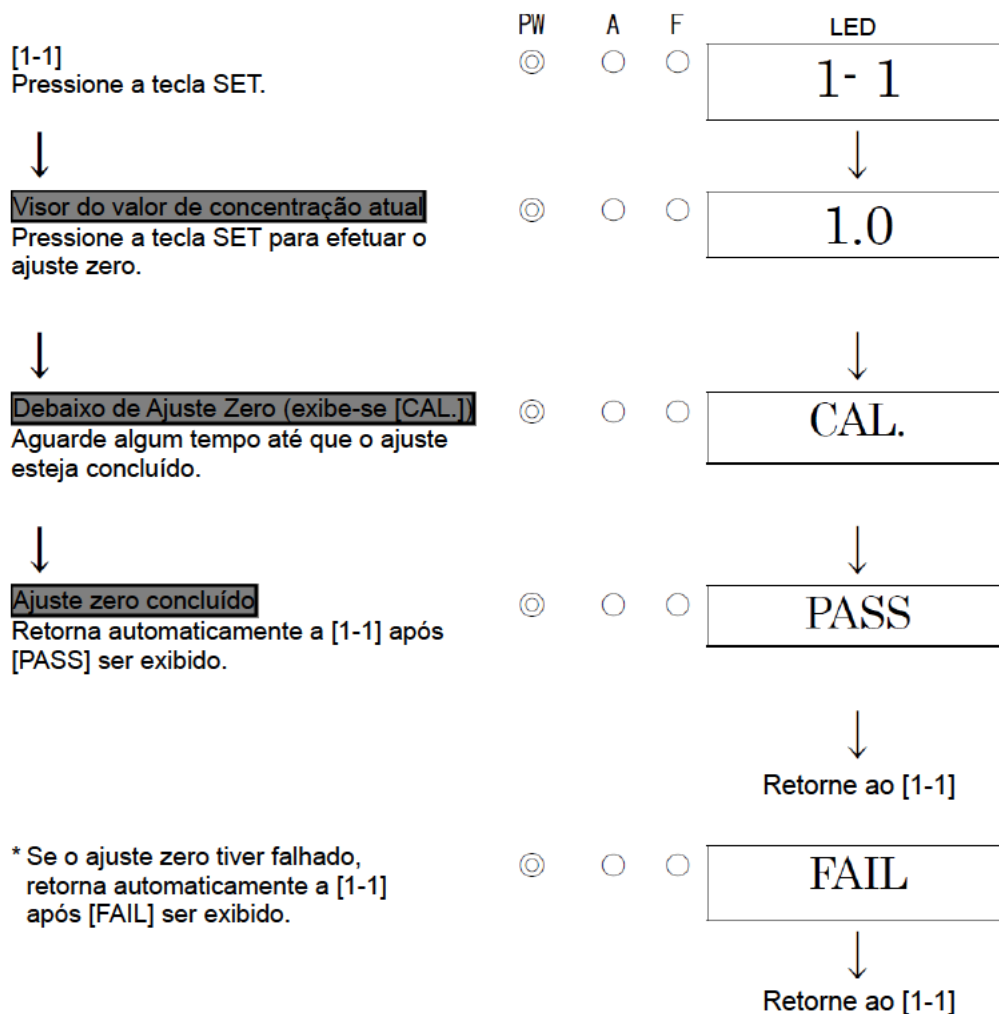 PW A F LED
[1-1]
Pressione a tecla SET.
1- 1
↓ ↓
Visor do valor de concentração atual
Pressione a tecla SET para efetuar o
ajuste zero.
1.0
↓ ↓
Debaixo de Ajuste Zero (exibe-se [CAL.])
Aguarde algum tempo até que o ajuste
esteja concluído.
CAL.
↓ ↓
Ajuste zero concluído
Retorna automaticamente a [1-1] após
[PASS] ser exibido.
PASS
↓
Retorne ao [1-1]
* Se o ajuste zero tiver falhado,
retorna automaticamente a [1-1]
após [FAIL] ser exibido.
FAIL
↓
Retorne ao [1-1]